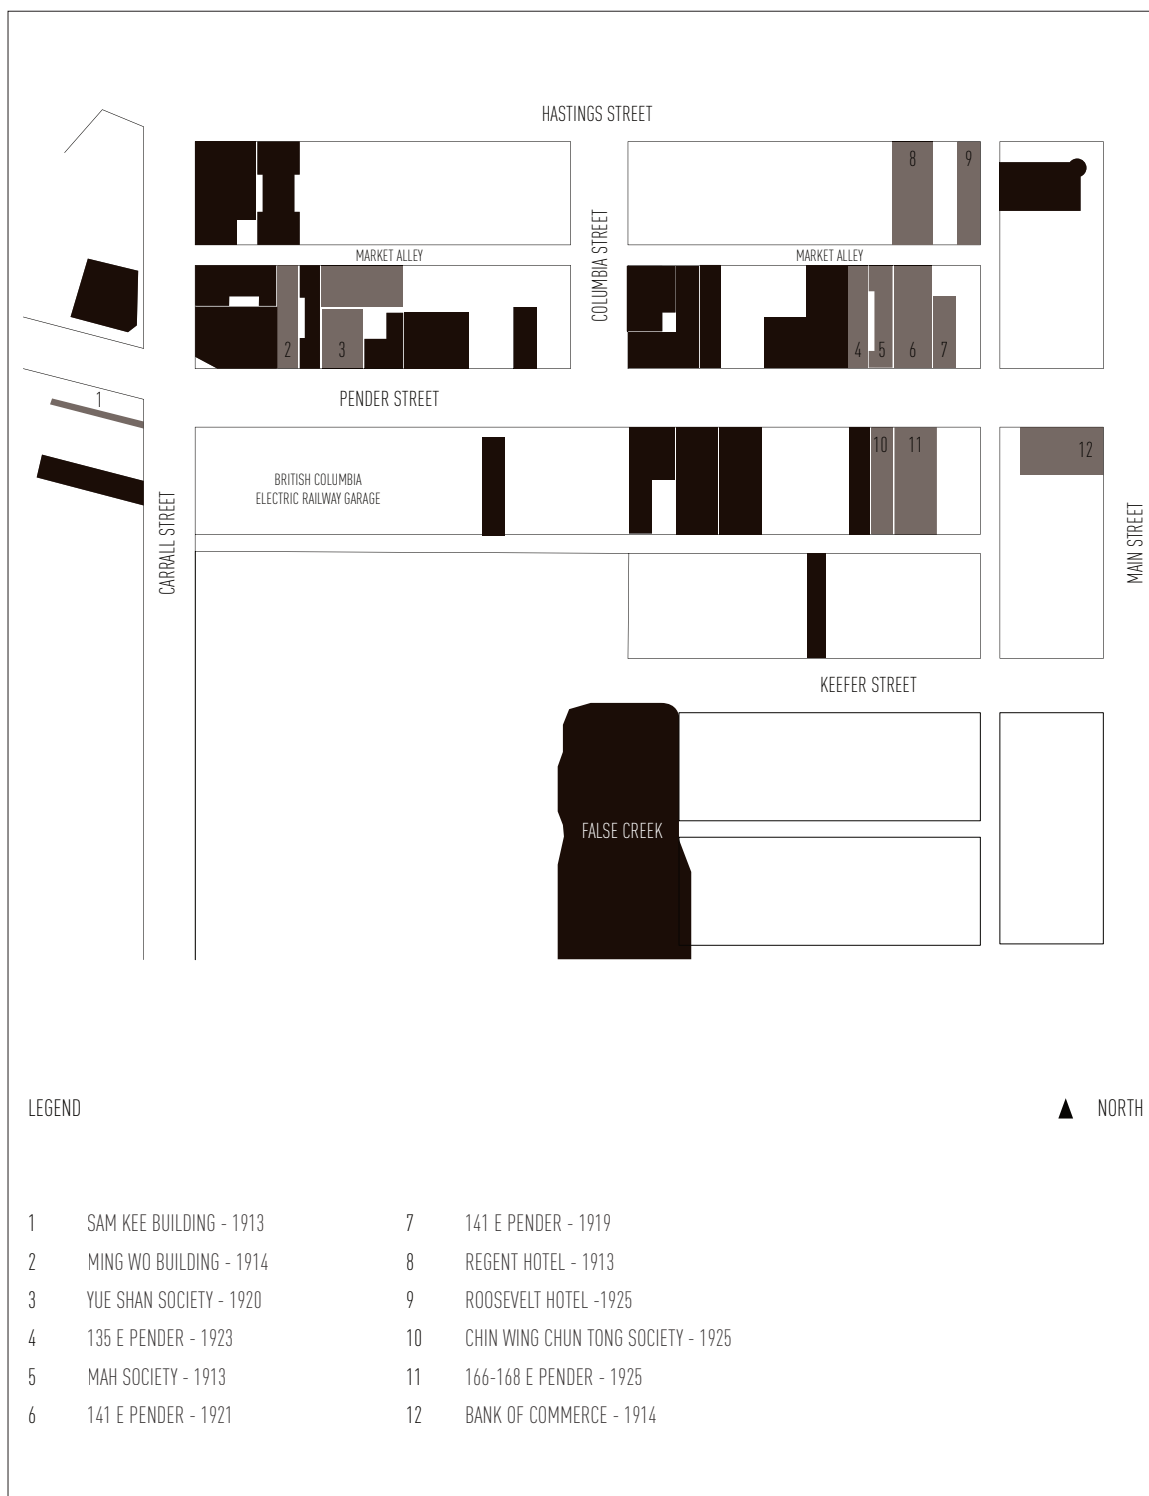 HASTINGS STREET
8
9
COLUMBIA STREET
MARKET ALLEY
MARKET ALLEY
2
3
4
5
6
7
1
PENDER STREET
10
11
12
BRITISH COLUMBIA
ELECTRIC RAILWAY GARAGE
CARRALL STREET
MAIN STREET
KEEFER STREET
FALSE CREEK
LEGEND
NORTH
1 SAM KEE BUILDING - 1913
2 MING WO BUILDING - 1914
3 YUE SHAN SOCIETY - 1920
4 135 E PENDER - 1923
5 MAH SOCIETY - 1913
6 141 E PENDER - 1921
7 141 E PENDER - 1919
8 REGENT HOTEL - 1913
9 ROOSEVELT HOTEL -1925
10 CHIN WING CHUN TONG SOCIETY - 1925
11 166-168 E PENDER - 1925
12 BANK OF COMMERCE - 1914